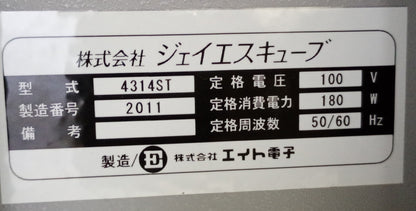 株式会社 ジェイエスキューブ
型式 4314ST 定格電圧 100 V
製造番号 2011 定格消費電力 180 W
備考 定格周波数 50/60 Hz
製造/E 株式会社エイト電子